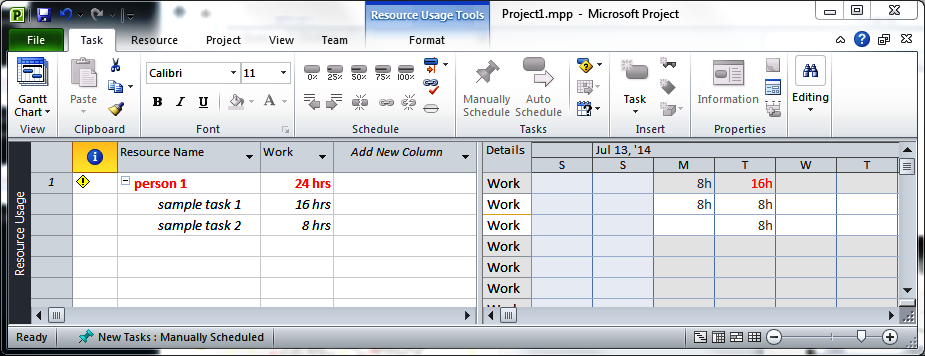 Resource Usage Tools
Project1.mpp - Microsoft Project
File Task Resource Project View Team Format
Gantt Chart
View
Paste
Clipboard
Calibri 11
B I U A
Font
0% 25% 50% 75% 100%
Schedule
Manually Schedule
Auto Schedule
Tasks
Task
Insert
Information
Properties
Editing
Resource Usage
Resource Name Work Add New Column Details Jul 13, '14
S S M T W T
1 person 1 24 hrs Work 8h 16h
sample task 1 16 hrs Work 8h 8h
sample task 2 8 hrs Work 8h
Work
Work
Work
Work
Ready New Tasks : Manually Scheduled